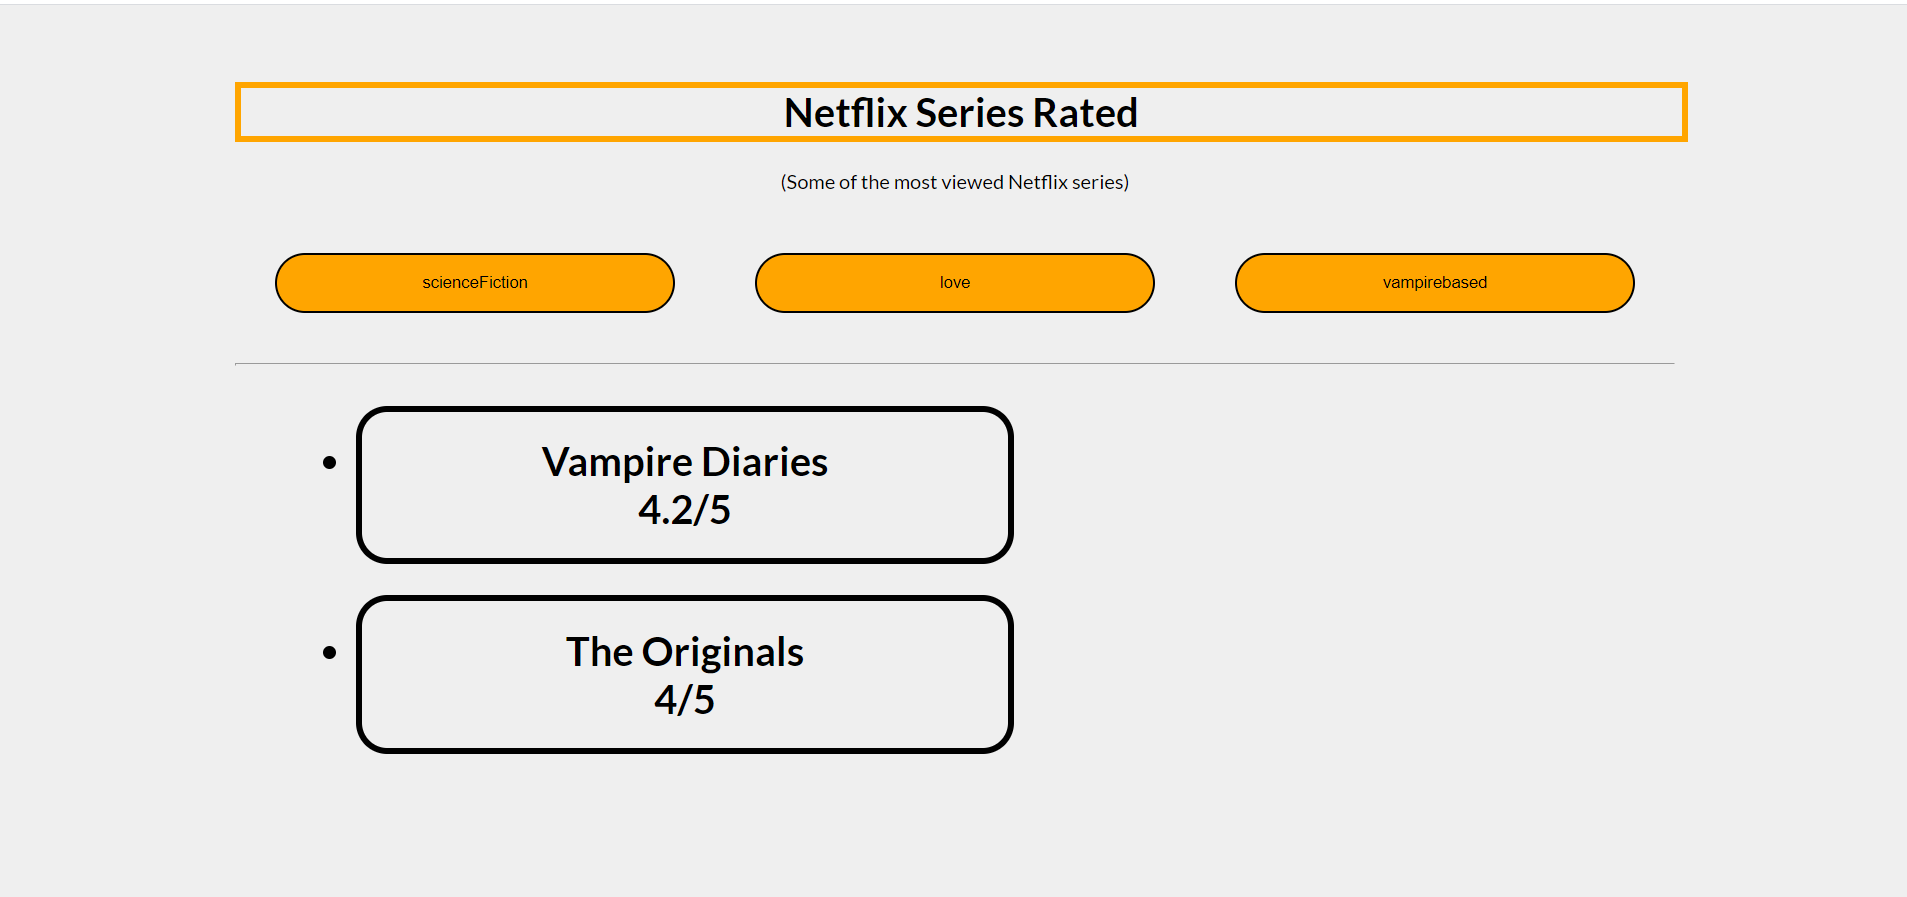 Netflix Series Rated
(Some of the most viewed Netflix series)
scienceFiction
love
vampirebased
Vampire Diaries
4.2/5
The Originals
4/5